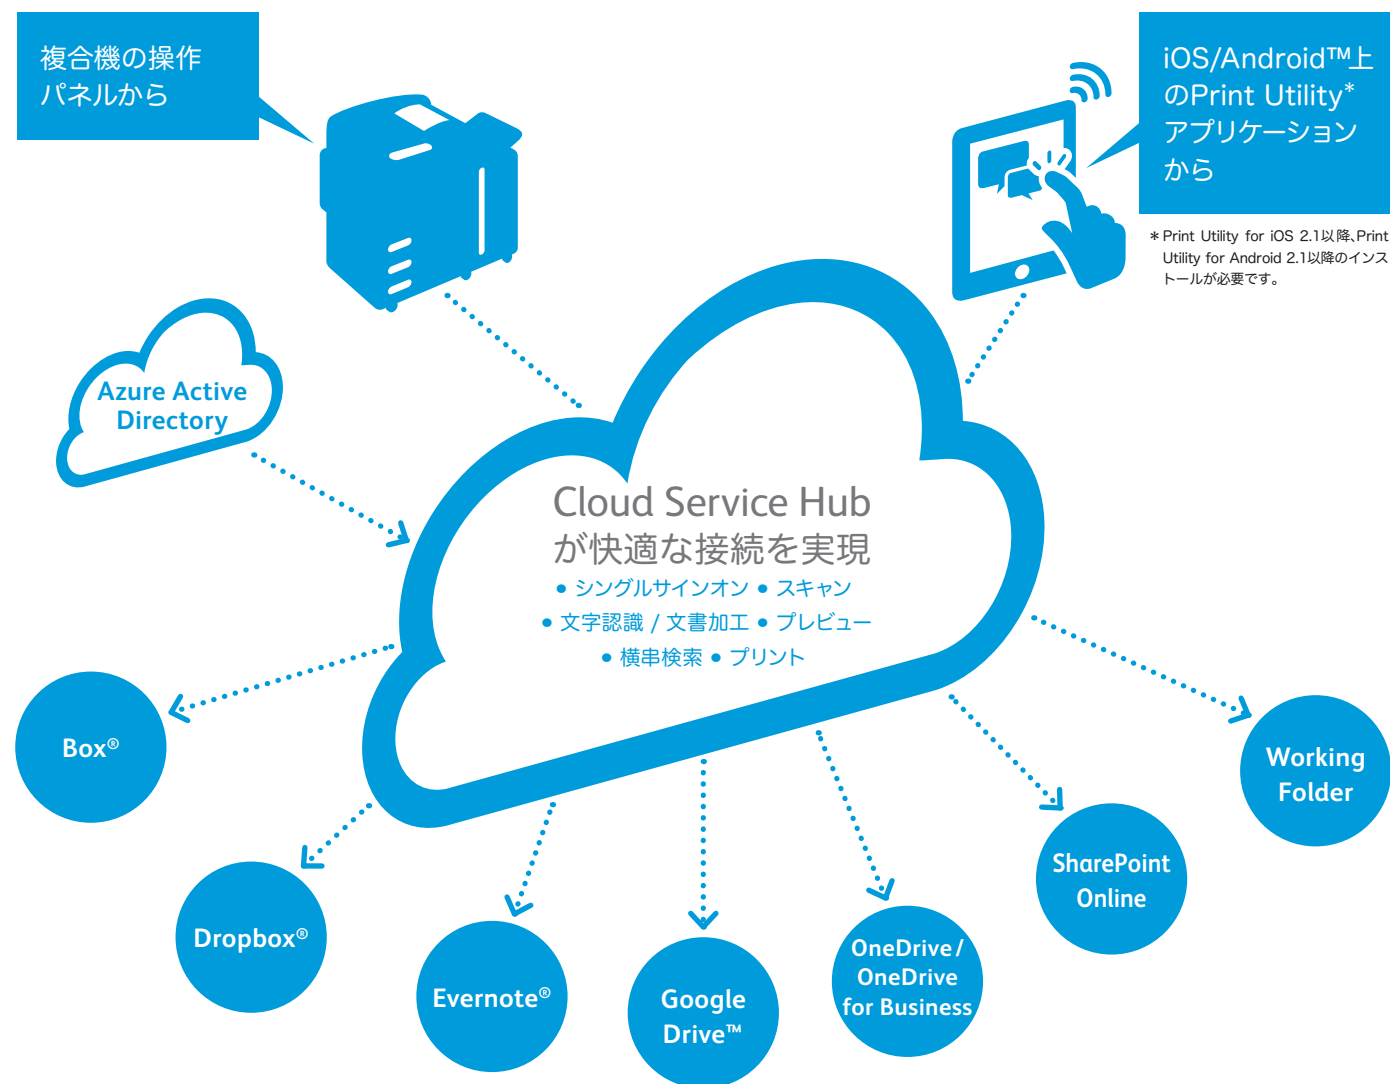 複合機の操作
パネルから
iOS/Android™上
のPrint Utility*
アプリケーション
から
* Print Utility for iOS 2.1以降、Print
Utility for Android 2.1以降のインス
トールが必要です。
Azure Active
Directory
Cloud Service Hub
が快適な接続を実現
● シングルサインオン ● スキャン
● 文字認識 / 文書加工 ● プレビュー
● 横串検索 ● プリント
Box®
Dropbox®
Evernote®
Google
Drive™
OneDrive/
OneDrive
for Business
SharePoint
Online
Working
Folder